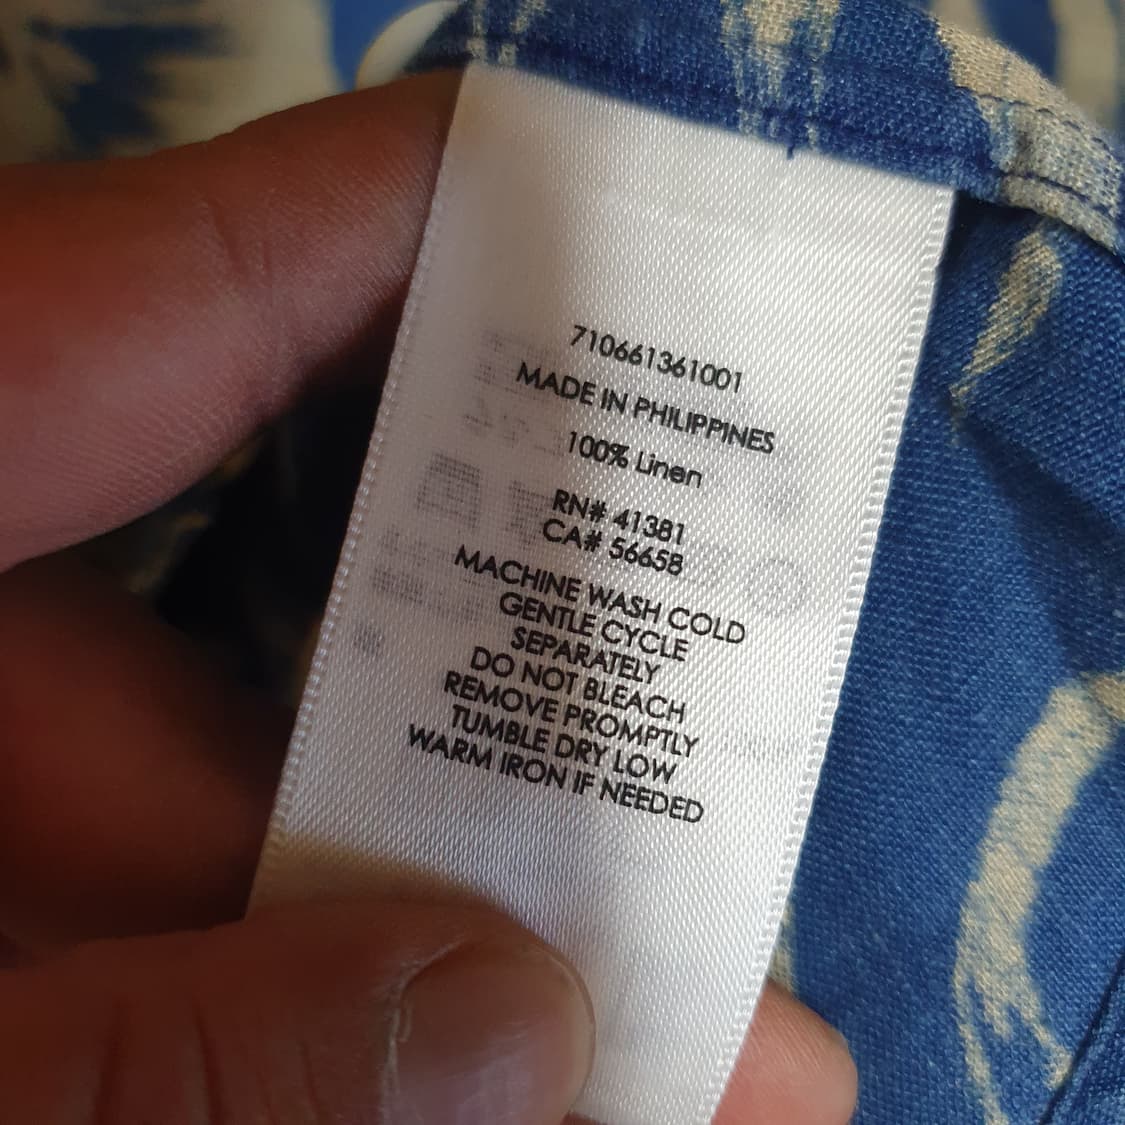 710661361001
MADE IN PHILIPPINES
100% Linen
RN# 41381
CA# 56658
MACHINE WASH COLD
GENTLE CYCLE
SEPARATELY
DO NOT BLEACH
REMOVE PROMPTLY
TUMBLE DRY LOW
WARM IRON IF NEEDED